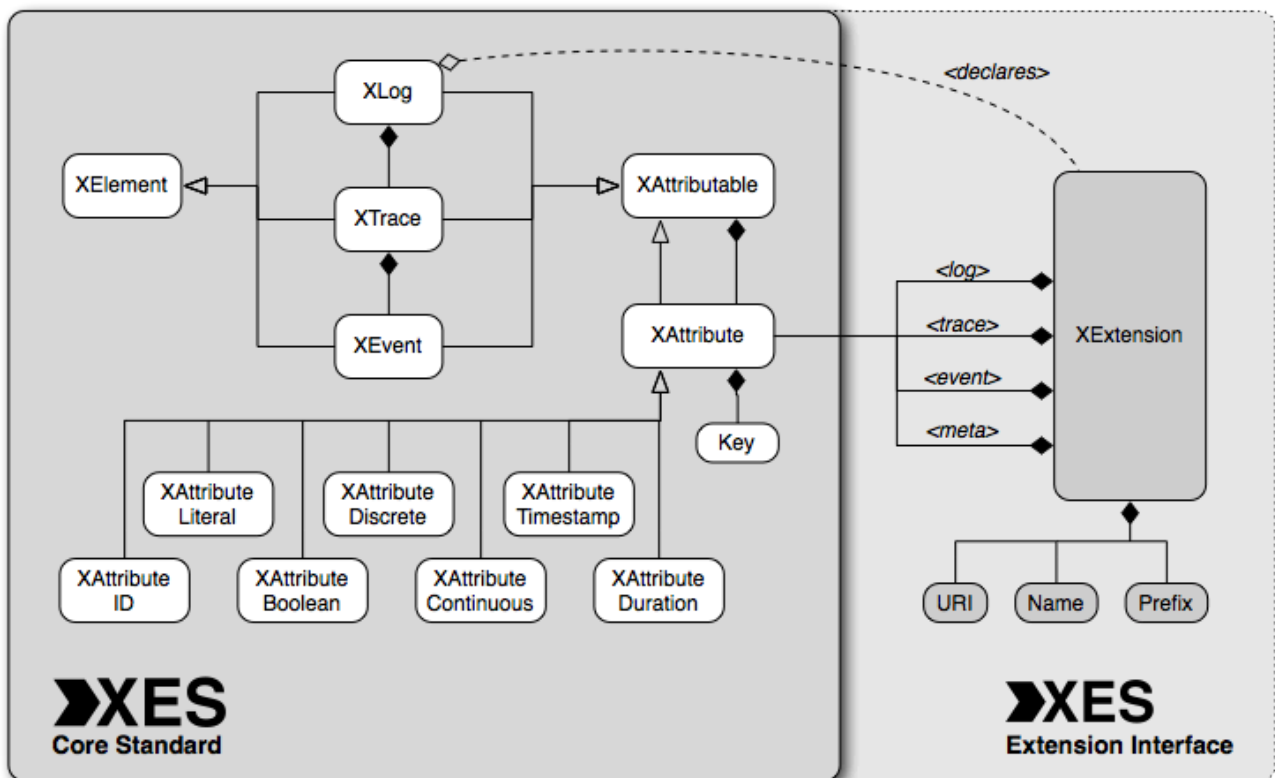 <declares>
XLog
XElement
XAttributable
XTrace
<log>
<trace>
XEvent
XAttribute
XExtension
<event>
<meta>
Key
XAttribute
Literal
XAttribute
Discrete
XAttribute
Timestamp
XAttribute
ID
XAttribute
Boolean
XAttribute
Continuous
XAttribute
Duration
URI
Name
Prefix
XES
Core Standard
XES
Extension Interface